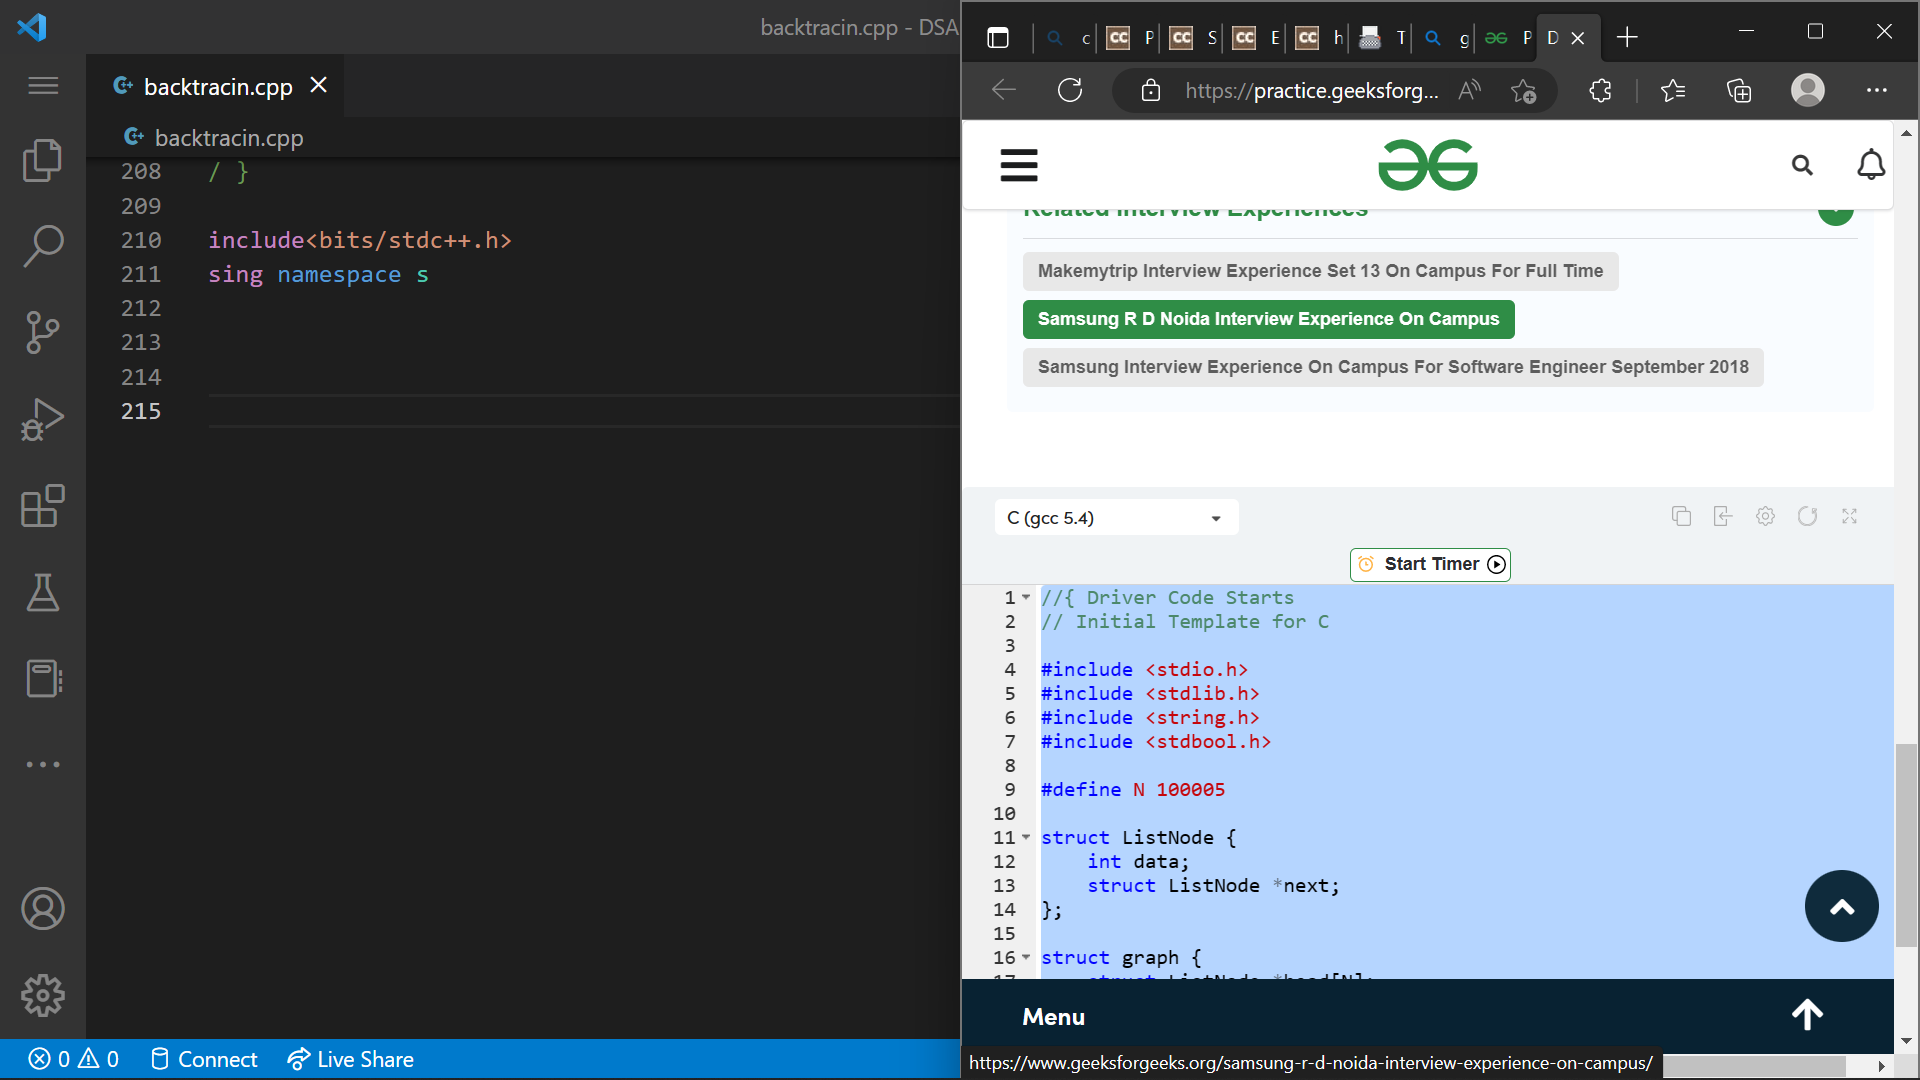 backtracin.cpp - DSA
backtracin.cpp
backtracin.cpp
208 / }
209
210 include<bits/stdc++.h>
211 sing namespace s
212
213
214
215
0 0 Connect Live Share
c P S E h T g P D
https://practice.geeksforg...
Related Interview Experiences
Makemytrip Interview Experience Set 13 On Campus For Full Time
Samsung R D Noida Interview Experience On Campus
Samsung Interview Experience On Campus For Software Engineer September 2018
C (gcc 5.4)
Start Timer
1 //{ Driver Code Starts
2 // Initial Template for C
3
4 #include <stdio.h>
5 #include <stdlib.h>
6 #include <string.h>
7 #include <stdbool.h>
8
9 #define N 100005
10
11 struct ListNode {
12 int data;
13 struct ListNode *next;
14 };
15
16 struct graph {
17 struct ListNode *head[N];
Menu
https://www.geeksforgeeks.org/samsung-r-d-noida-interview-experience-on-campus/